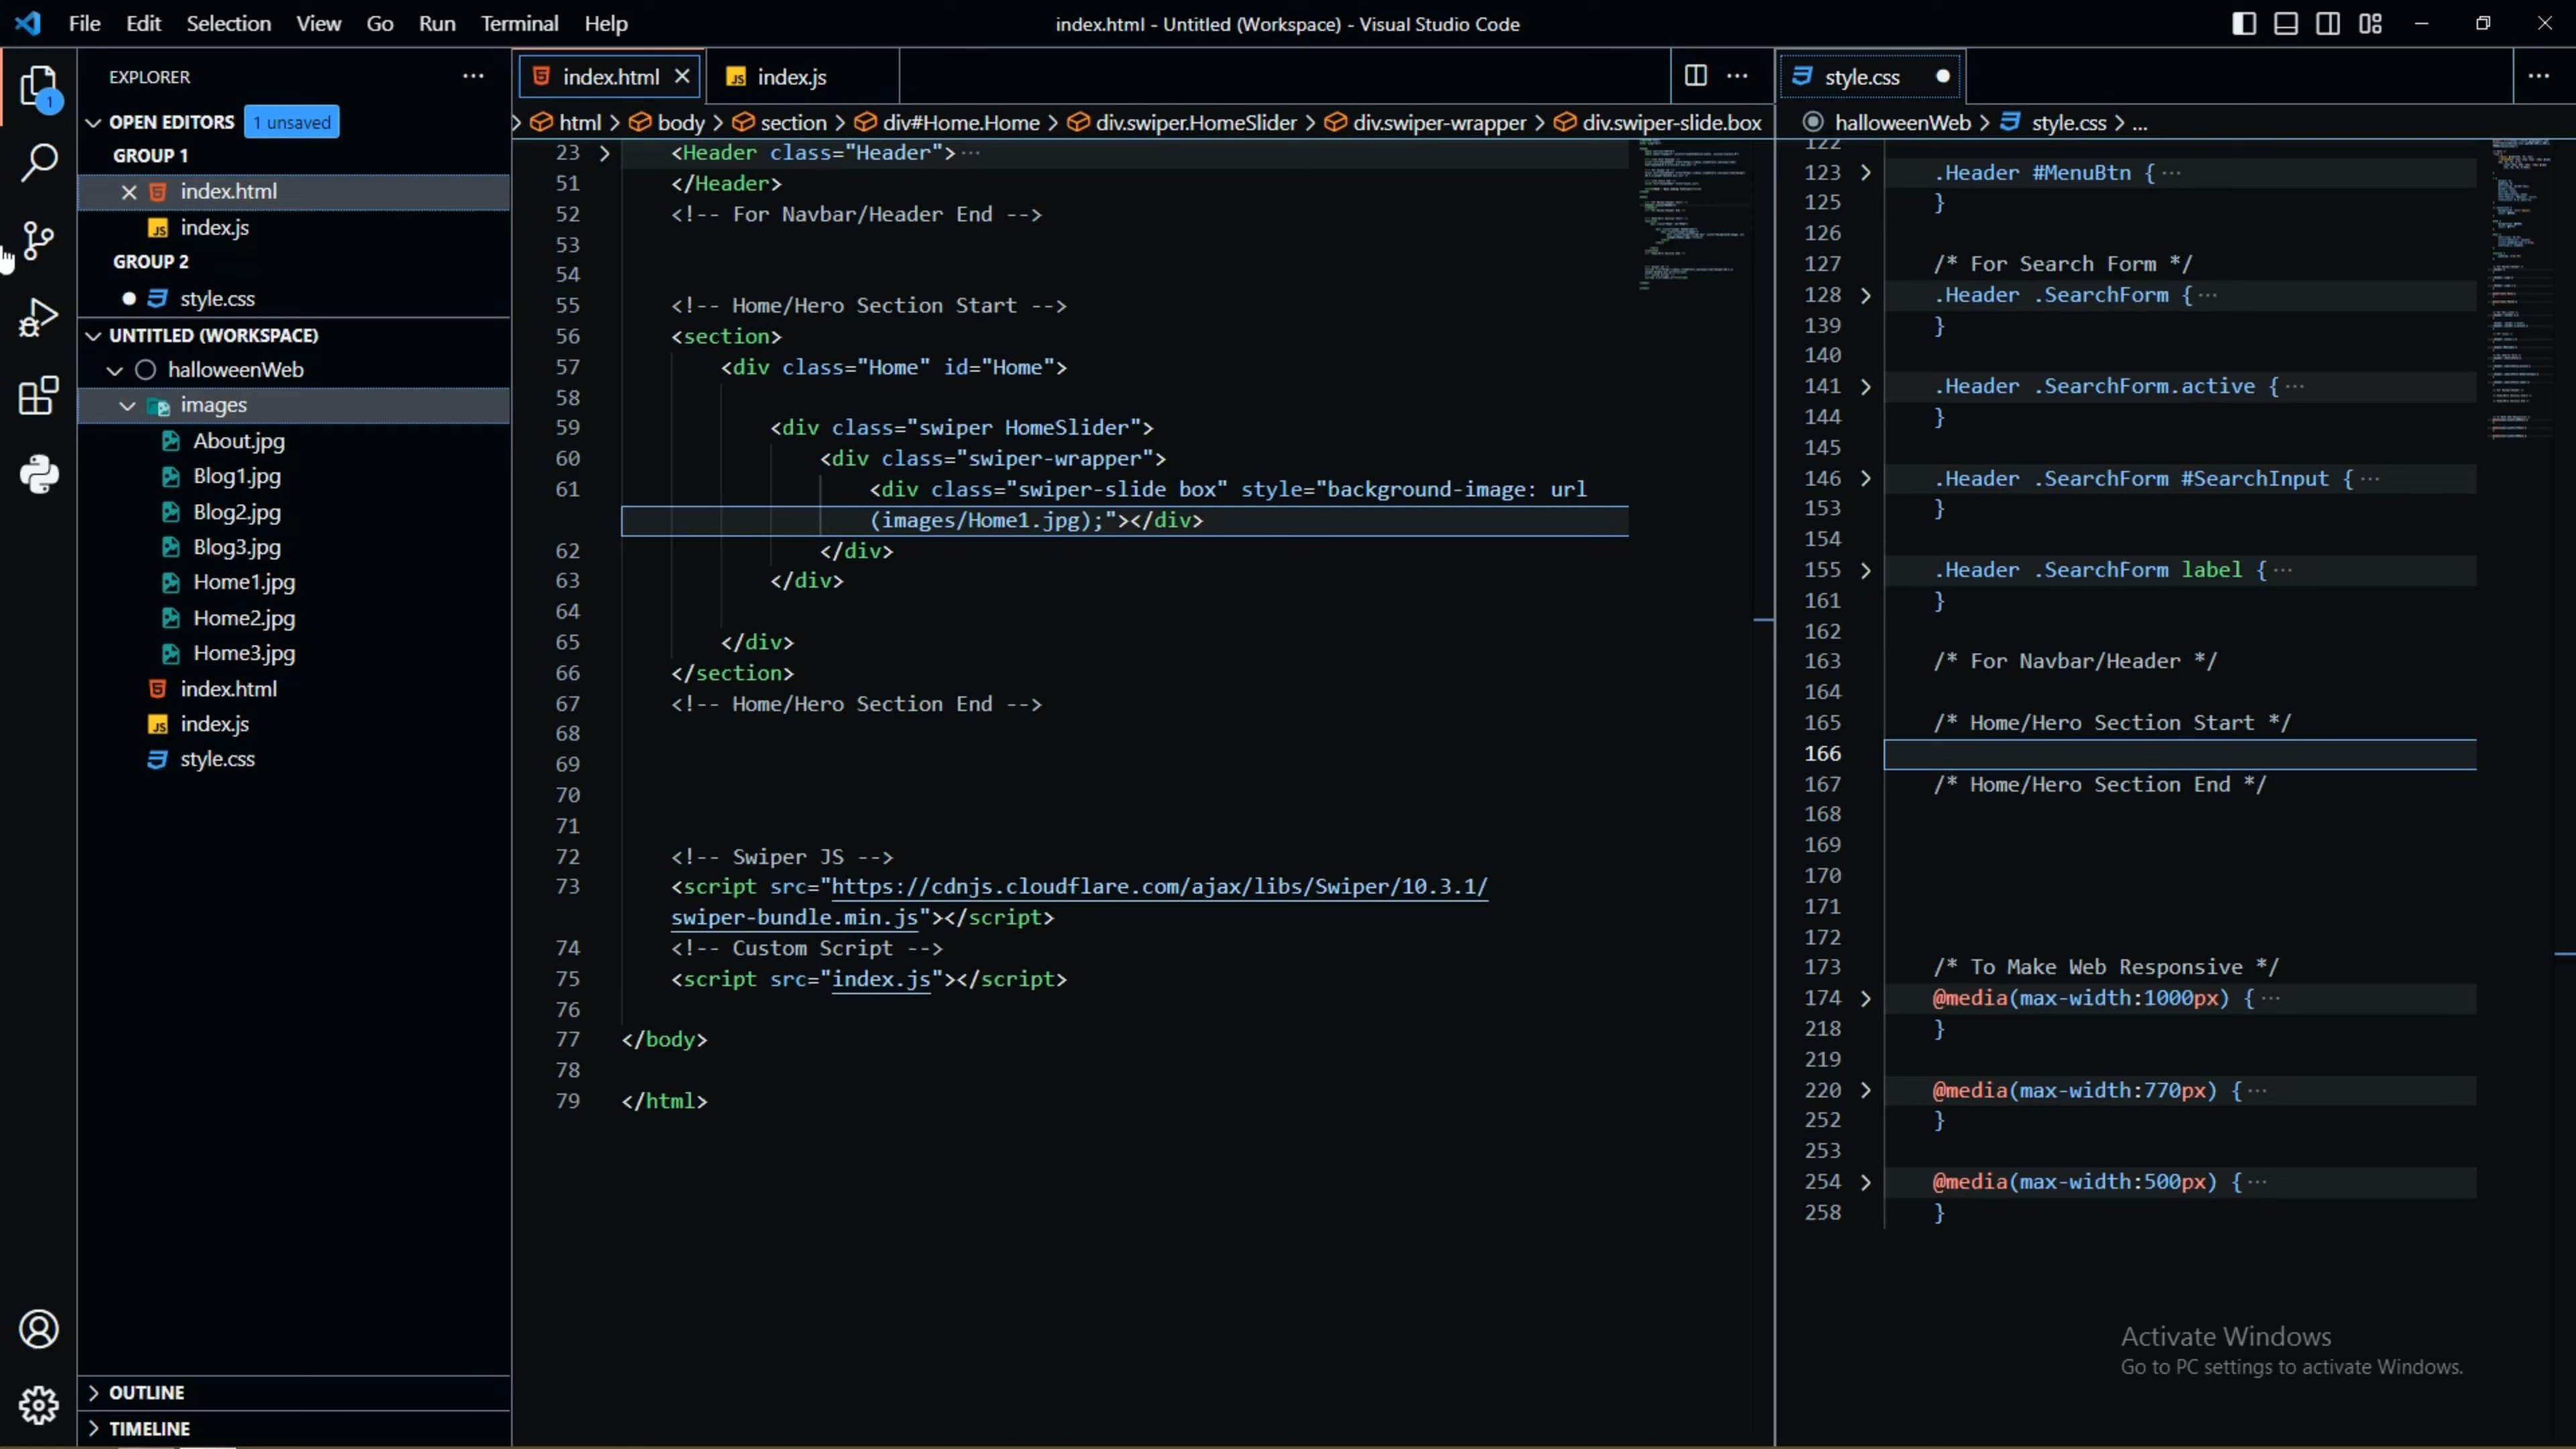 File Edit Selection View Go Run Terminal Help
index.html - Untitled (Workspace) - Visual Studio Code
EXPLORER
1
OPEN EDITORS 1 unsaved
GROUP 1
index.html
JS index.js
GROUP 2
style.css
UNTITLED (WORKSPACE)
halloweenWeb
images
About.jpg
Blog1.jpg
Blog2.jpg
Blog3.jpg
Home1.jpg
Home2.jpg
Home3.jpg
index.html
JS index.js
style.css
OUTLINE
TIMELINE
index.html
JS index.js
html > body > section > div#Home.Home > div.swiper.HomeSlider > div.swiper-wrapper > div.swiper-slide.box
23 <Header class="Header">···
51 </Header>
52 <!-- For Navbar/Header End -->
53
54
55 <!-- Home/Hero Section Start -->
56 <section>
57 <div class="Home" id="Home">
58
59 <div class="swiper HomeSlider">
60 <div class="swiper-wrapper">
61 <div class="swiper-slide box" style="background-image: url
(images/Home1.jpg);"></div>
62 </div>
63 </div>
64
65 </div>
66 </section>
67 <!-- Home/Hero Section End -->
68
69
70
71
72 <!-- Swiper JS -->
73 <script src="https://cdnjs.cloudflare.com/ajax/libs/Swiper/10.3.1/
swiper-bundle.min.js"></script>
74 <!-- Custom Script -->
75 <script src="index.js"></script>
76
77 </body>
78
79 </html>
style.css
halloweenWeb > style.css > ...
122
123 .Header #MenuBtn {···
125 }
126
127 /* For Search Form */
128 .Header .SearchForm {···
139 }
140
141 .Header .SearchForm.active {···
144 }
145
146 .Header .SearchForm #SearchInput {···
153 }
154
155 .Header .SearchForm label {···
161 }
162
163 /* For Navbar/Header */
164
165 /* Home/Hero Section Start */
166
167 /* Home/Hero Section End */
168
169
170
171
172
173 /* To Make Web Responsive */
174 @media(max-width:1000px) {···
218 }
219
220 @media(max-width:770px) {···
252 }
253
254 @media(max-width:500px) {···
258 }
Activate Windows
Go to PC settings to activate Windows.